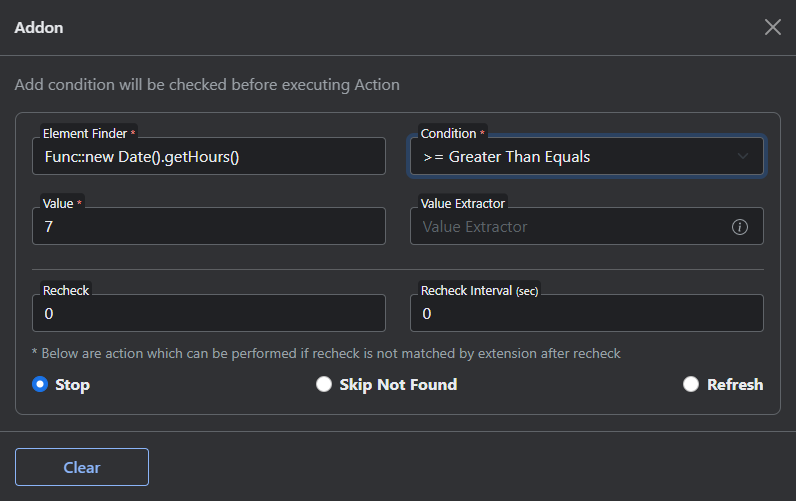 Addon
Add condition will be checked before executing Action
Element Finder *
Condition *
Func::new Date().getHours()
>= Greater Than Equals
Value *
Value Extractor
7
Value Extractor
Recheck
Recheck Interval (sec)
0
0
* Below are action which can be performed if recheck is not matched by extension after recheck
Stop
Skip Not Found
Refresh
Clear